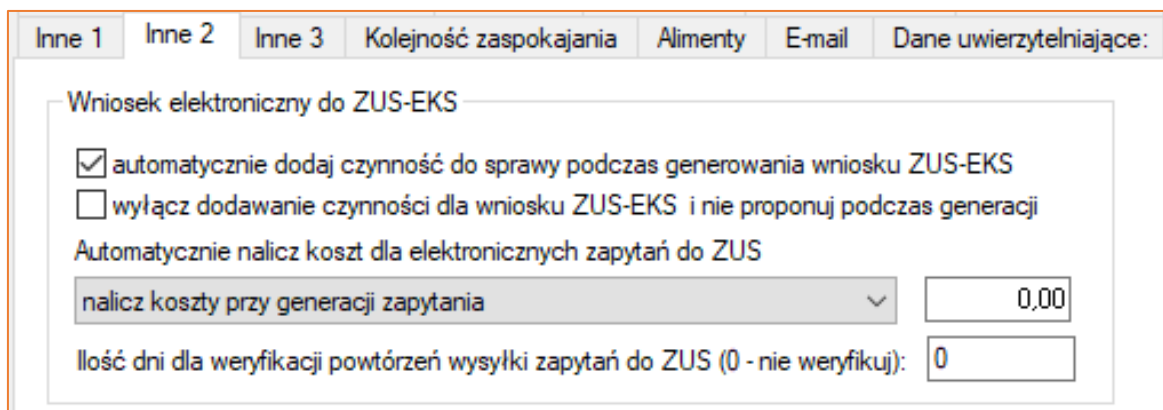 Inne 1 Inne 2 Inne 3 Kolejność zaspokajania Alimenty E-mail Dane uwierzytelniające:
Wniosek elektroniczny do ZUS-EKS
automatycznie dodaj czynność do sprawy podczas generowania wniosku ZUS-EKS
wyłącz dodawanie czynności dla wniosku ZUS-EKS i nie proponuj podczas generacji
Automatycznie nalicz koszt dla elektronicznych zapytań do ZUS
nalicz koszty przy generacji zapytania 0,00
Ilość dni dla weryfikacji powtórzeń wysyłki zapytań do ZUS (0 - nie weryfikuj): 0